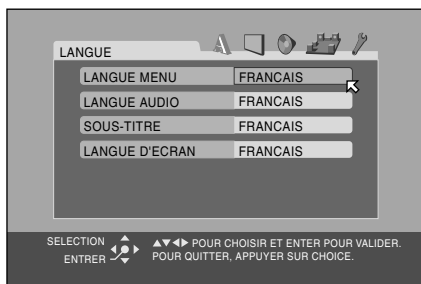 LANGUE
LANGUE MENU FRANCAIS
LANGUE AUDIO FRANCAIS
SOUS-TITRE FRANCAIS
LANGUE D'ECRAN FRANCAIS
SELECTION
ENTRER
▲▼◀▶ POUR CHOISIR ET ENTER POUR VALIDER.
POUR QUITTER, APPUYER SUR CHOICE.